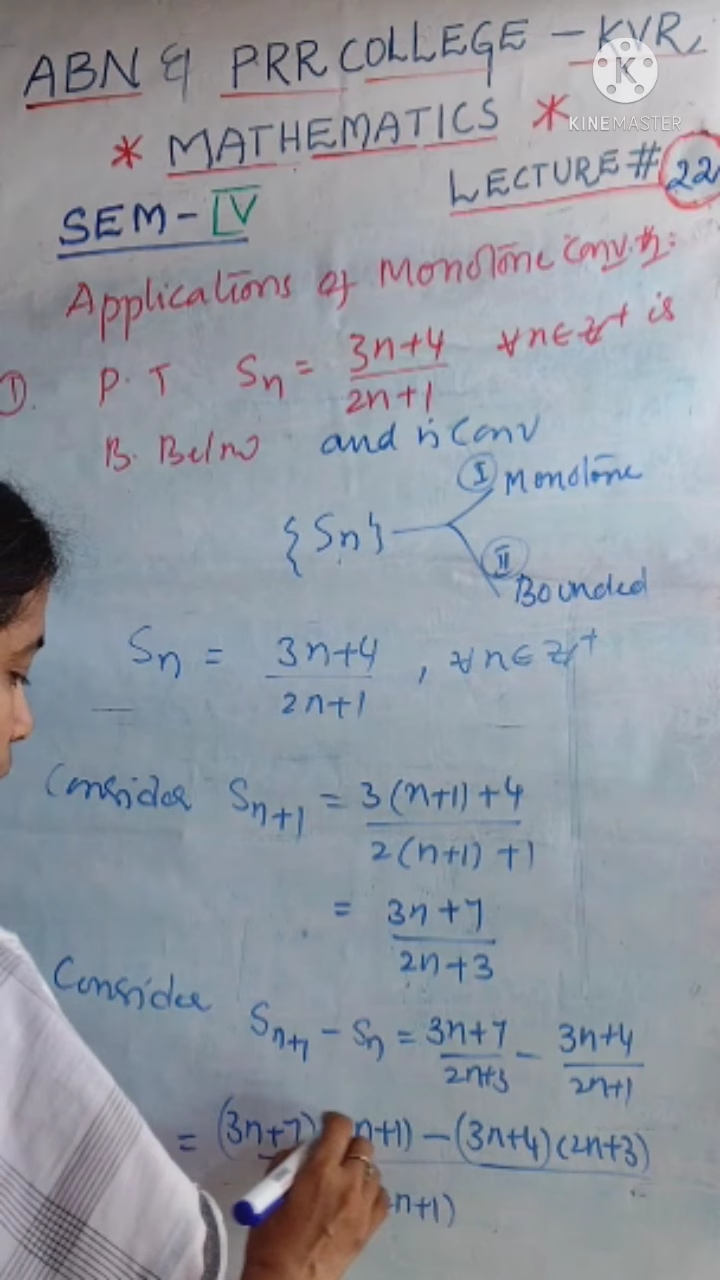 ABN & PRR COLLEGE - KVR
K
KINEMASTER
* MATHEMATICS *
LECTURE # 22
SEM - IV
Applications of Monotone Conv. th:
①. P.T Sn = (3n+4)/(2n+1) ∀ n ∈ Z⁺ is
B. Below and is Conv
{Sn}
Ⓘ Monotone
Ⅱ Bounded
Sn = (3n+4)/(2n+1) , ∀ n ∈ Z⁺
Consider Sn+1 = (3(n+1)+4)/(2(n+1)+1)
= (3n+7)/(2n+3)
Consider Sn+1 - Sn = (3n+7)/(2n+3) - (3n+4)/(2n+1)
= (3n+7) n+1) - (3n+4)(2n+3)
n+1)